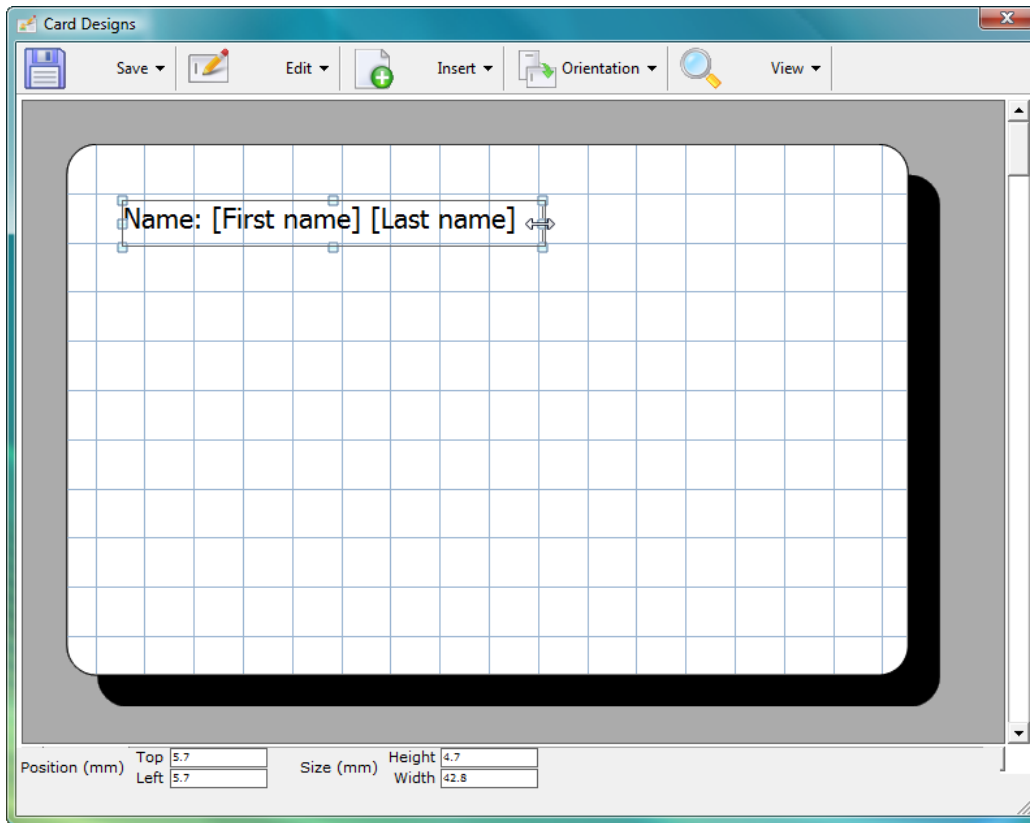 Card Designs
Save Edit Insert Orientation View
Name: [First name] [Last name]
Position (mm) Top 5.7 Size (mm) Height 4.7
Left 5.7 Width 42.8